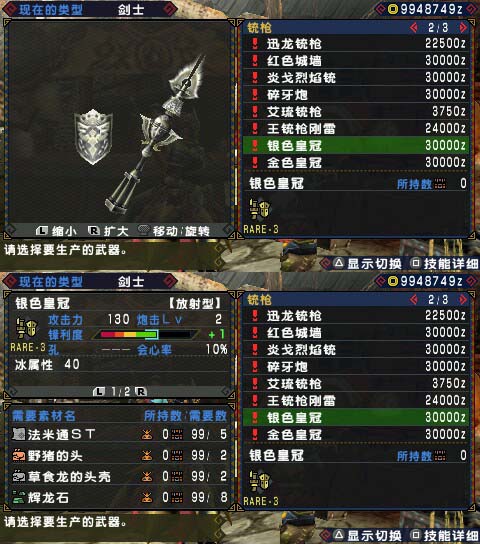 现在的类型 剑士
9948749z
铳枪 2/3
迅龙铳枪 22500z
红色城墙 30000z
炎戈烈焰铳 30000z
碎牙炮 30000z
艾琉铳枪 3750z
王铳枪刚雷 24000z
银色皇冠 30000z
金色皇冠 30000z
银色皇冠 所持数 0
RARE-3
L 缩小 R 扩大 移动/旋转
请选择要生产的武器。
△显示切换 □技能详细
现在的类型 剑士
9948749z
银色皇冠 【放射型】
攻击力 130 炮击Lv 2
锋利度 +1
RARE-3
孔 --- 会心率 10%
冰属性 40
L 1/2 R
需要素材名 所持数/需要数
法米通ST 0 99/ 5
野猪的头 0 99/ 2
草食龙的头壳 0 99/ 2
辉龙石 0 99/ 8
铳枪 2/3
迅龙铳枪 22500z
红色城墙 30000z
炎戈烈焰铳 30000z
碎牙炮 30000z
艾琉铳枪 3750z
王铳枪刚雷 24000z
银色皇冠 30000z
金色皇冠 30000z
银色皇冠 所持数 0
RARE-3
请选择要生产的武器。
△显示切换 □技能详细